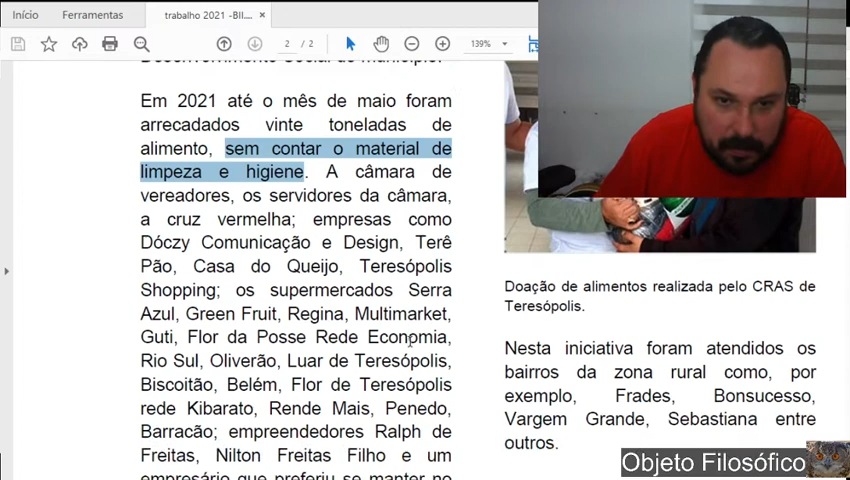 Início
Ferramentas
trabalho 2021 -BII....
2 / 2
139%
Desenvolvimento Social do Município.
Em 2021 até o mês de maio foram
arrecadados vinte toneladas de
alimento, sem contar o material de
limpeza e higiene. A câmara de
vereadores, os servidores da câmara,
a cruz vermelha; empresas como
Dóczy Comunicação e Design, Terê
Pão, Casa do Queijo, Teresópolis
Shopping; os supermercados Serra
Azul, Green Fruit, Regina, Multimarket,
Guti, Flor da Posse Rede Economia,
Rio Sul, Oliverão, Luar de Teresópolis,
Biscoitão, Belém, Flor de Teresópolis
rede Kibarato, Rende Mais, Penedo,
Barracão; empreendedores Ralph de
Freitas, Nilton Freitas Filho e um
empresário que preferiu se manter no
Doação de alimentos realizada pelo CRAS de
Teresópolis.
Nesta iniciativa foram atendidos os
bairros da zona rural como, por
exemplo, Frades, Bonsucesso,
Vargem Grande, Sebastiana entre
outros.
Objeto Filosófico